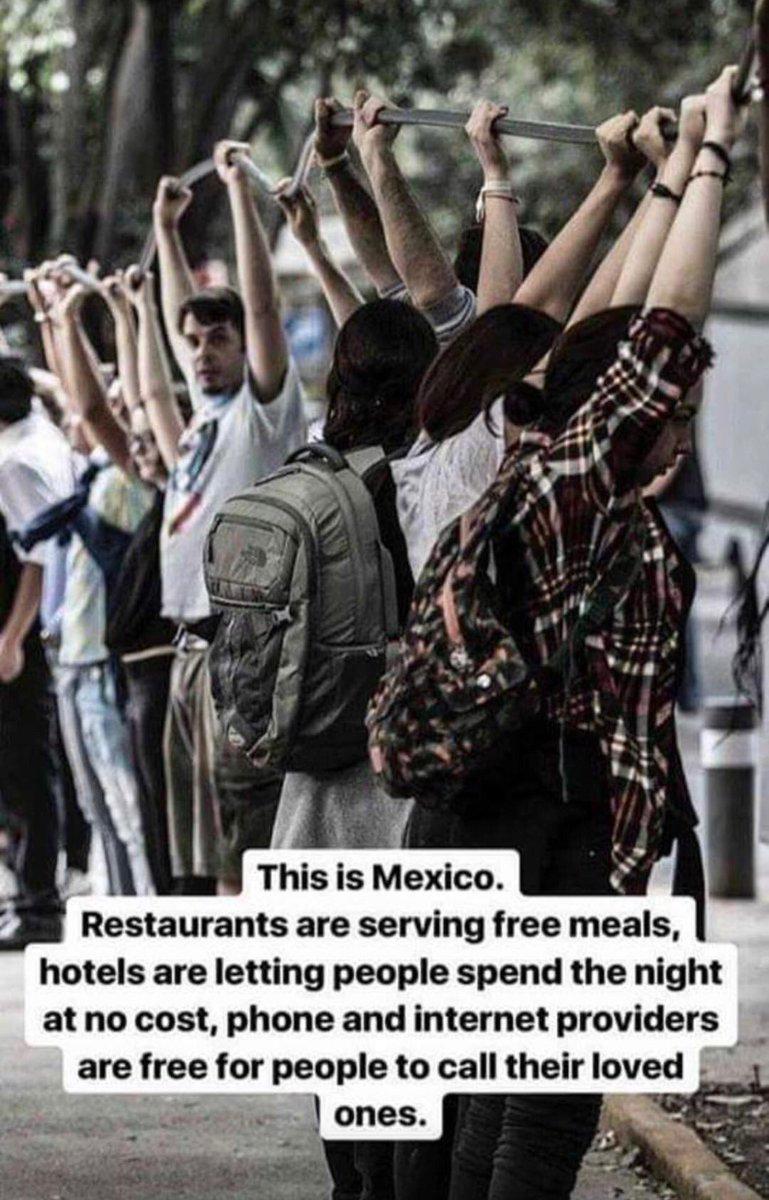 This is Mexico.
Restaurants are serving free meals,
hotels are letting people spend the night
at no cost, phone and internet providers
are free for people to call their loved
ones.